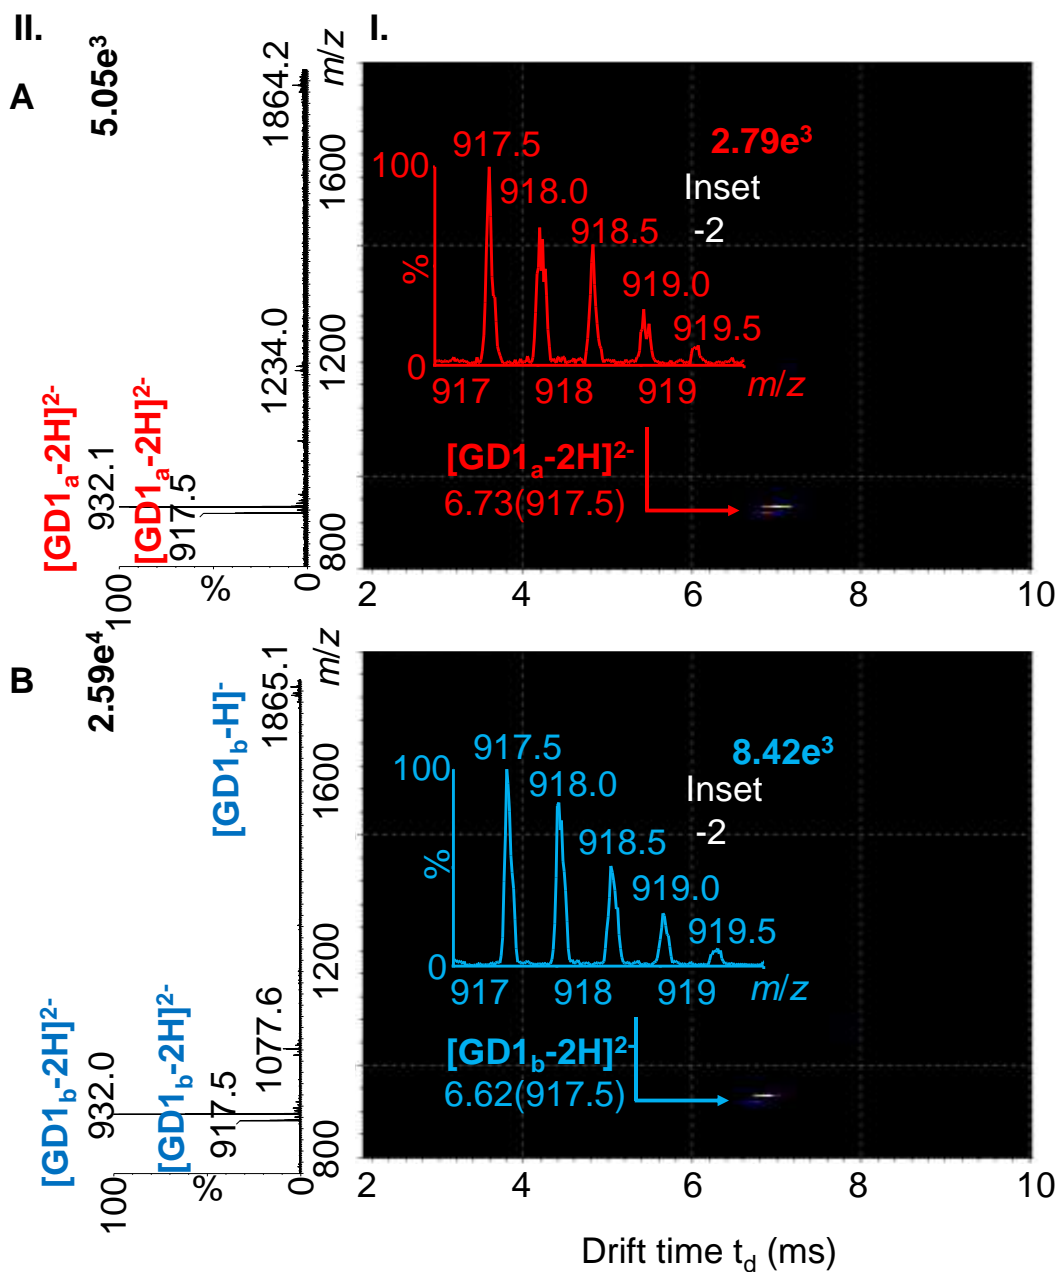 II.
I.
A
5.05e³
1864.2
m/z
1600
1234.0
1200
[GD1a-2H]²⁻
932.1
[GD1a-2H]²⁻
917.5
800
100
%
0
917.5
2.79e³
100
918.0
Inset
-2
918.5
%
919.0
919.5
0
917
918
919
m/z
[GD1a-2H]²⁻
6.73(917.5)
2
4
6
8
10
B
2.59e⁴
[GD1b-H]⁻
1865.1
m/z
1600
1200
1077.6
[GD1b-2H]²⁻
932.0
[GD1b-2H]²⁻
917.5
800
100
%
0
917.5
8.42e³
100
918.0
Inset
-2
918.5
%
919.0
919.5
0
917
918
919
m/z
[GD1b-2H]²⁻
6.62(917.5)
2
4
6
8
10
Drift time td (ms)